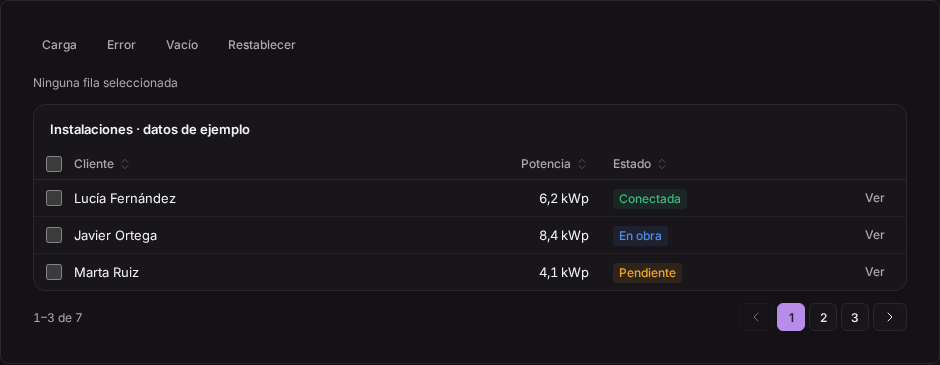 Carga Error Vacío Restablecer
Ninguna fila seleccionada
Instalaciones · datos de ejemplo
Cliente Potencia Estado
Lucía Fernández 6,2 kWp Conectada Ver
Javier Ortega 8,4 kWp En obra Ver
Marta Ruiz 4,1 kWp Pendiente Ver
1–3 de 7 1 2 3